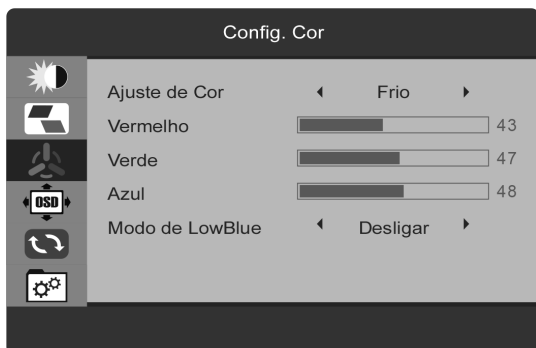 Config. Cor
Ajuste de Cor Frio
Vermelho 43
Verde 47
Azul 48
Modo de LowBlue Desligar
OSD